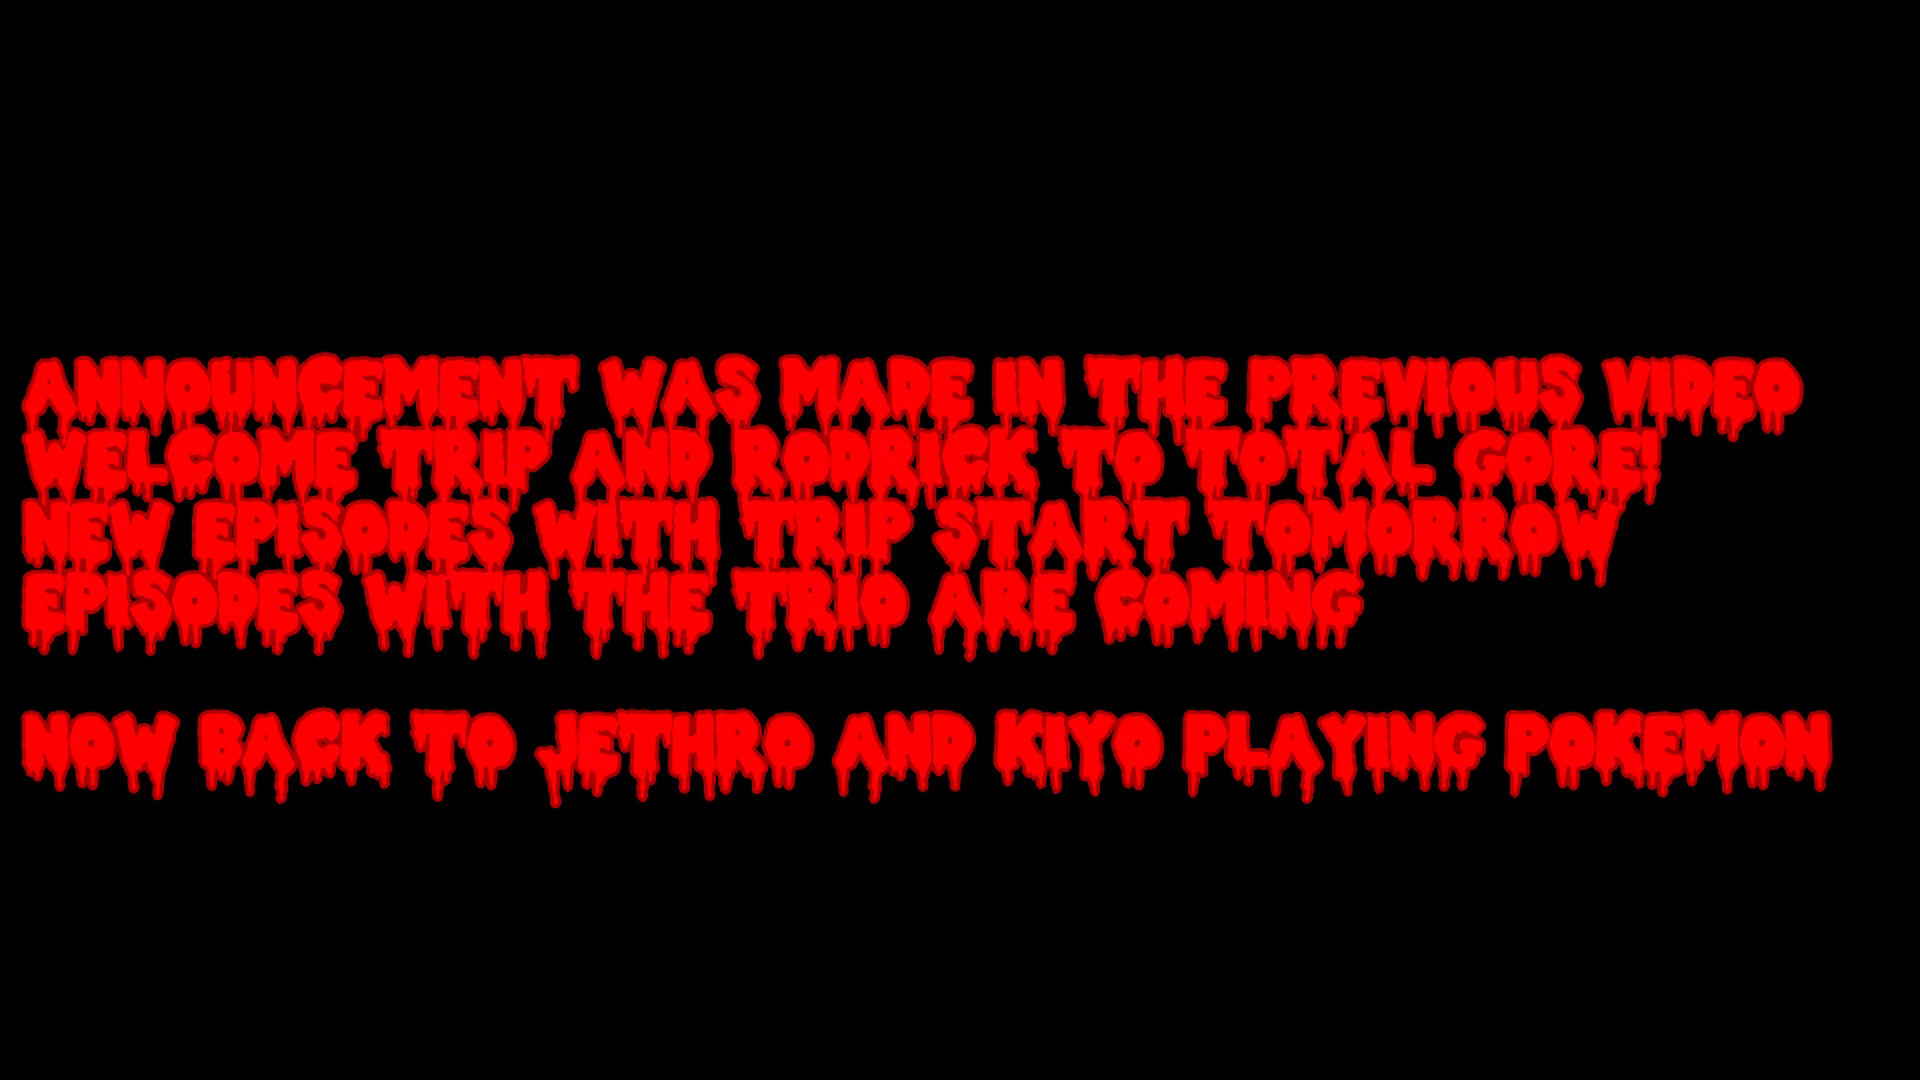 ANNOUNCEMENT WAS MADE IN THE PREVIOUS VIDEO
WELCOME TRIP AND RODRICK TO TOTAL GORE!
NEW EPISODES WITH TRIP START TOMORROW
EPISODES WITH THE TRIO ARE COMING
NOW BACK TO JETHRO AND KIYO PLAYING POKEMON